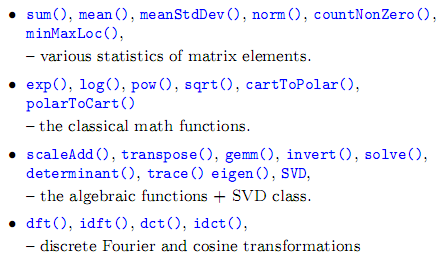 • sum(), mean(), meanStdDev(), norm(), countNonZero(),
minMaxLoc(),
– various statistics of matrix elements.
• exp(), log(), pow(), sqrt(), cartToPolar(),
polarToCart()
– the classical math functions.
• scaleAdd(), transpose(), gemm(), invert(), solve(),
determinant(), trace() eigen(), SVD,
– the algebraic functions + SVD class.
• dft(), idft(), dct(), idct(),
– discrete Fourier and cosine transformations